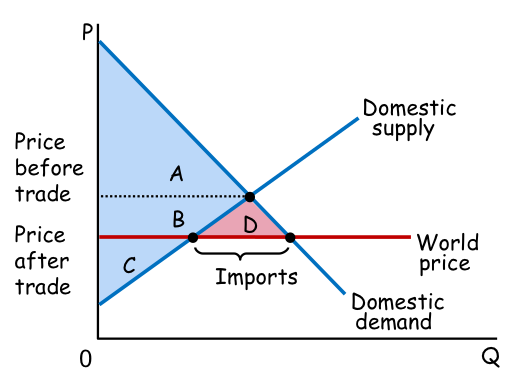 P
Domestic
supply
Price
before
trade
A
B
D
Price
after
trade
C
World
price
Imports
Domestic
demand
0
Q